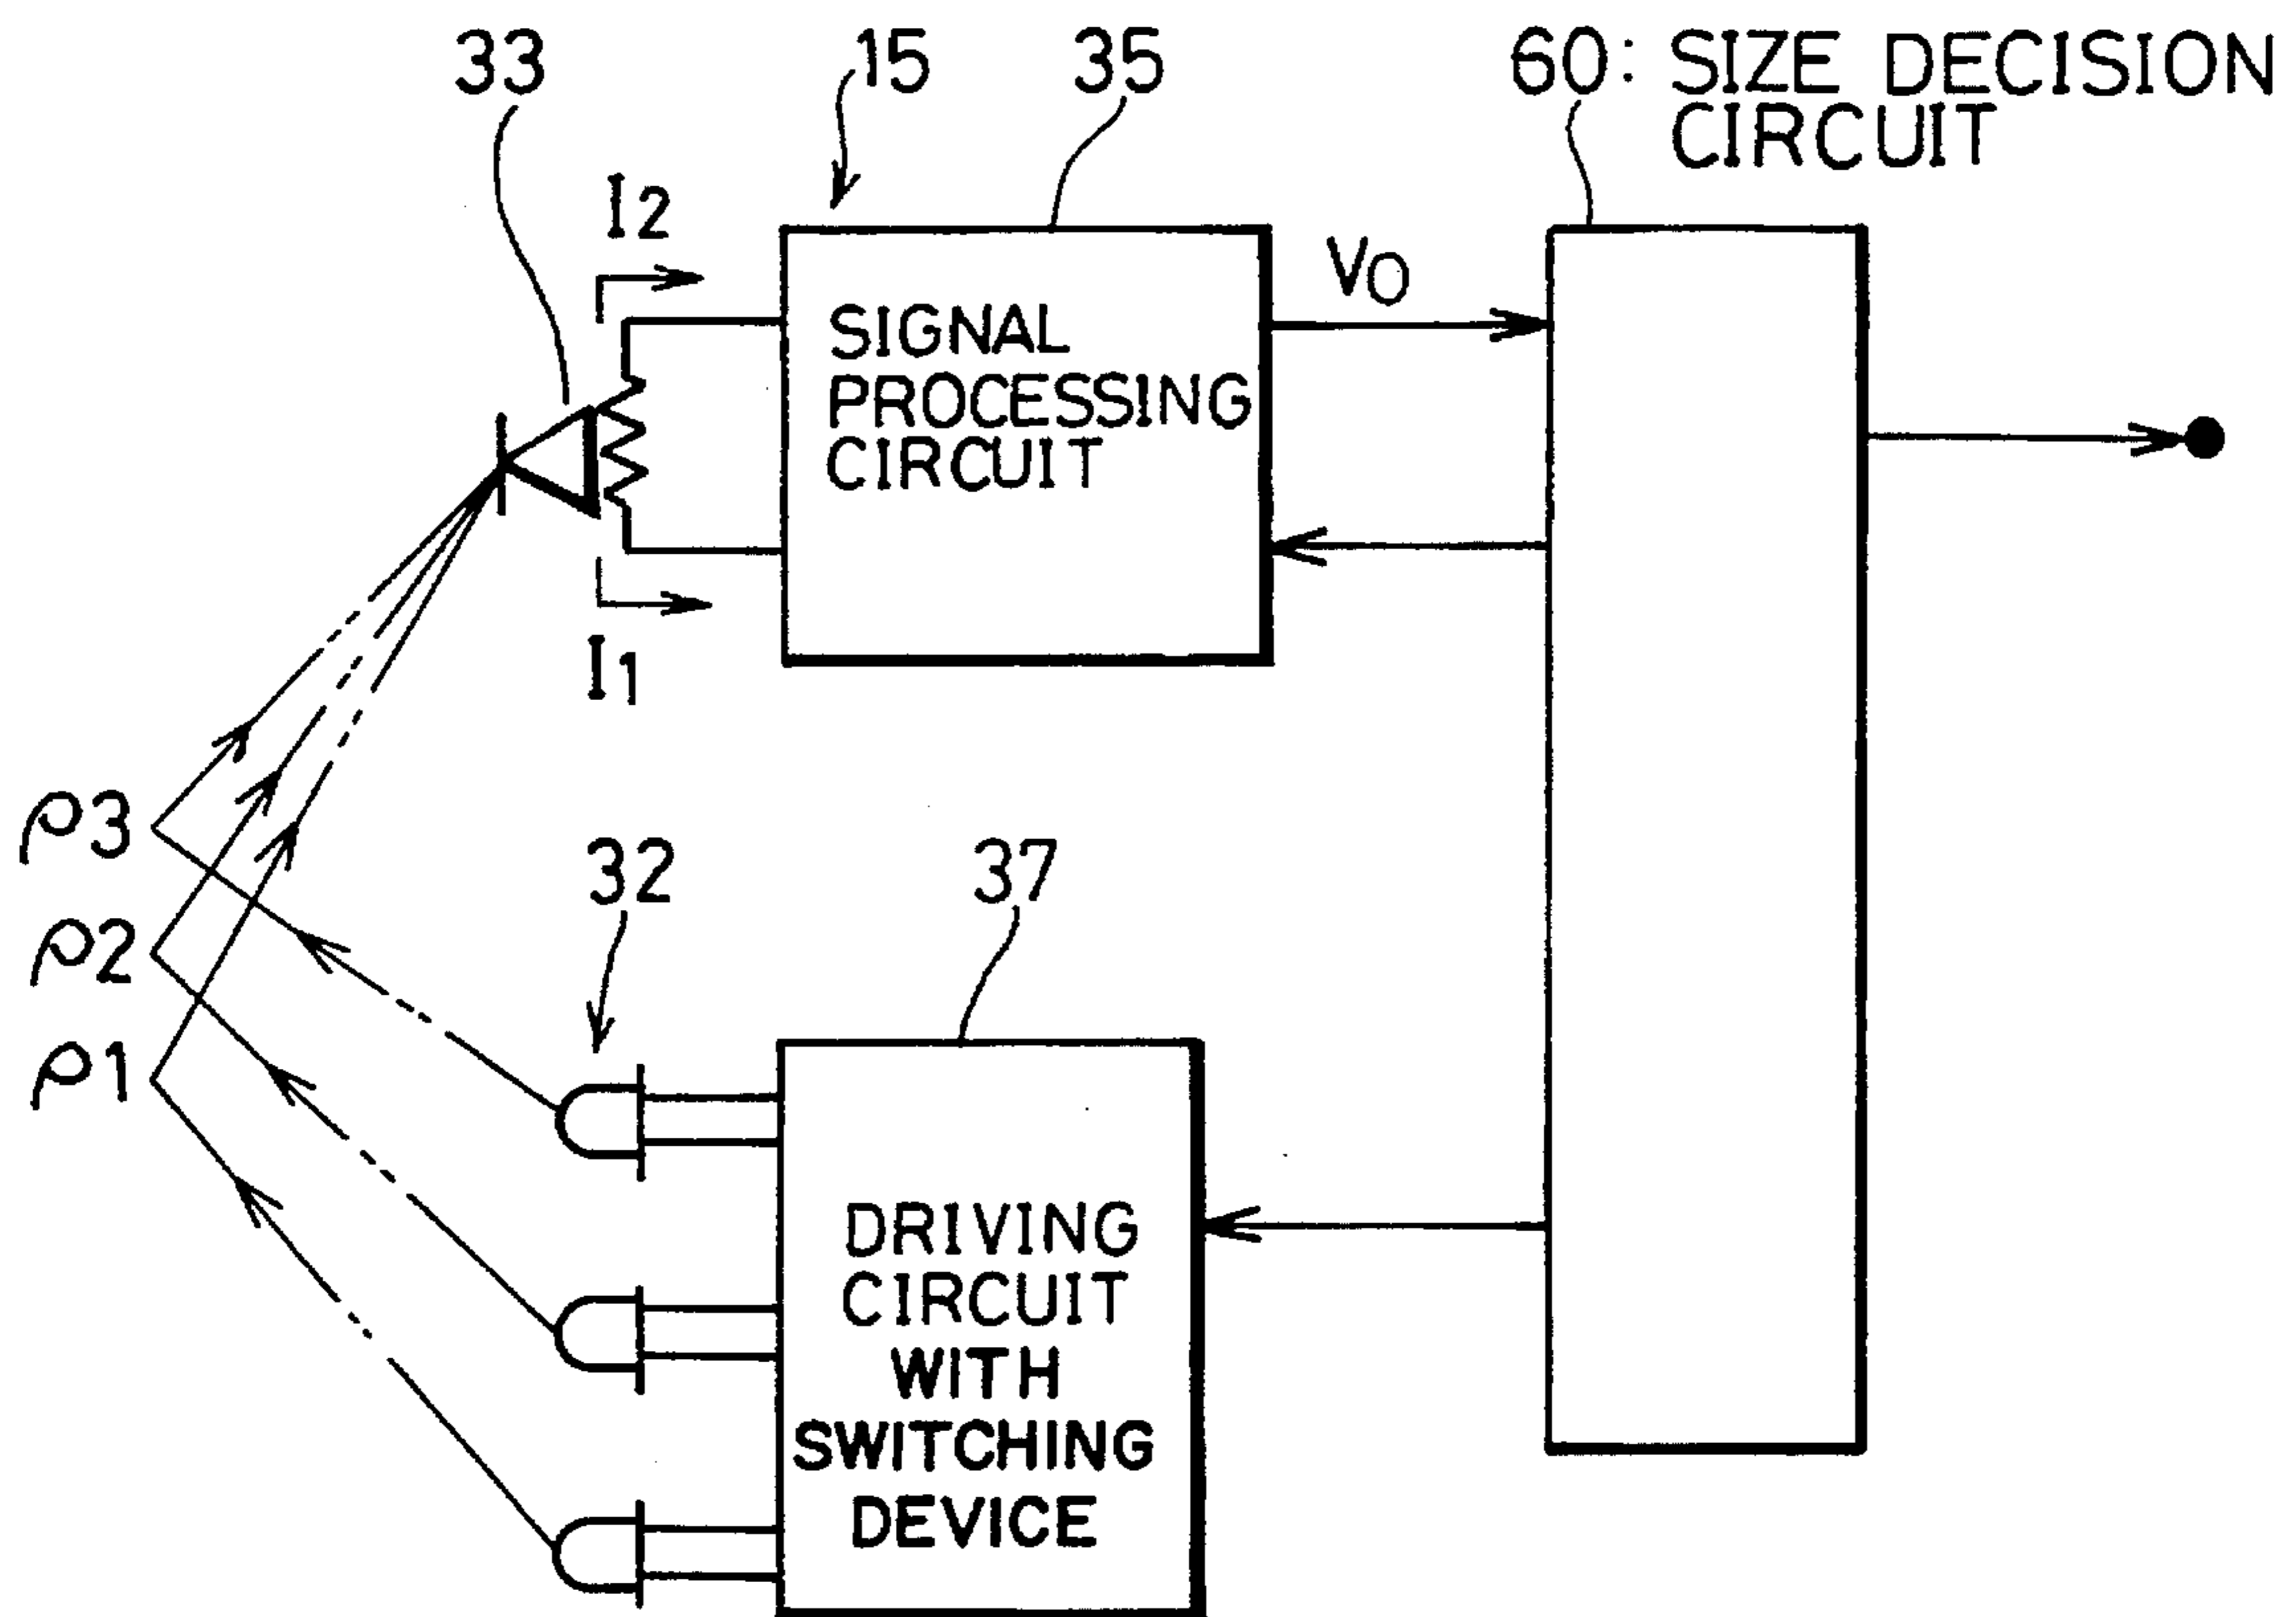 33
15
35
60: SIZE DECISION
CIRCUIT
I2
VO
SIGNAL
PROCESSING
CIRCUIT
I1
ρ3
32
37
ρ2
ρ1
DRIVING
CIRCUIT
WITH
SWITCHING
DEVICE